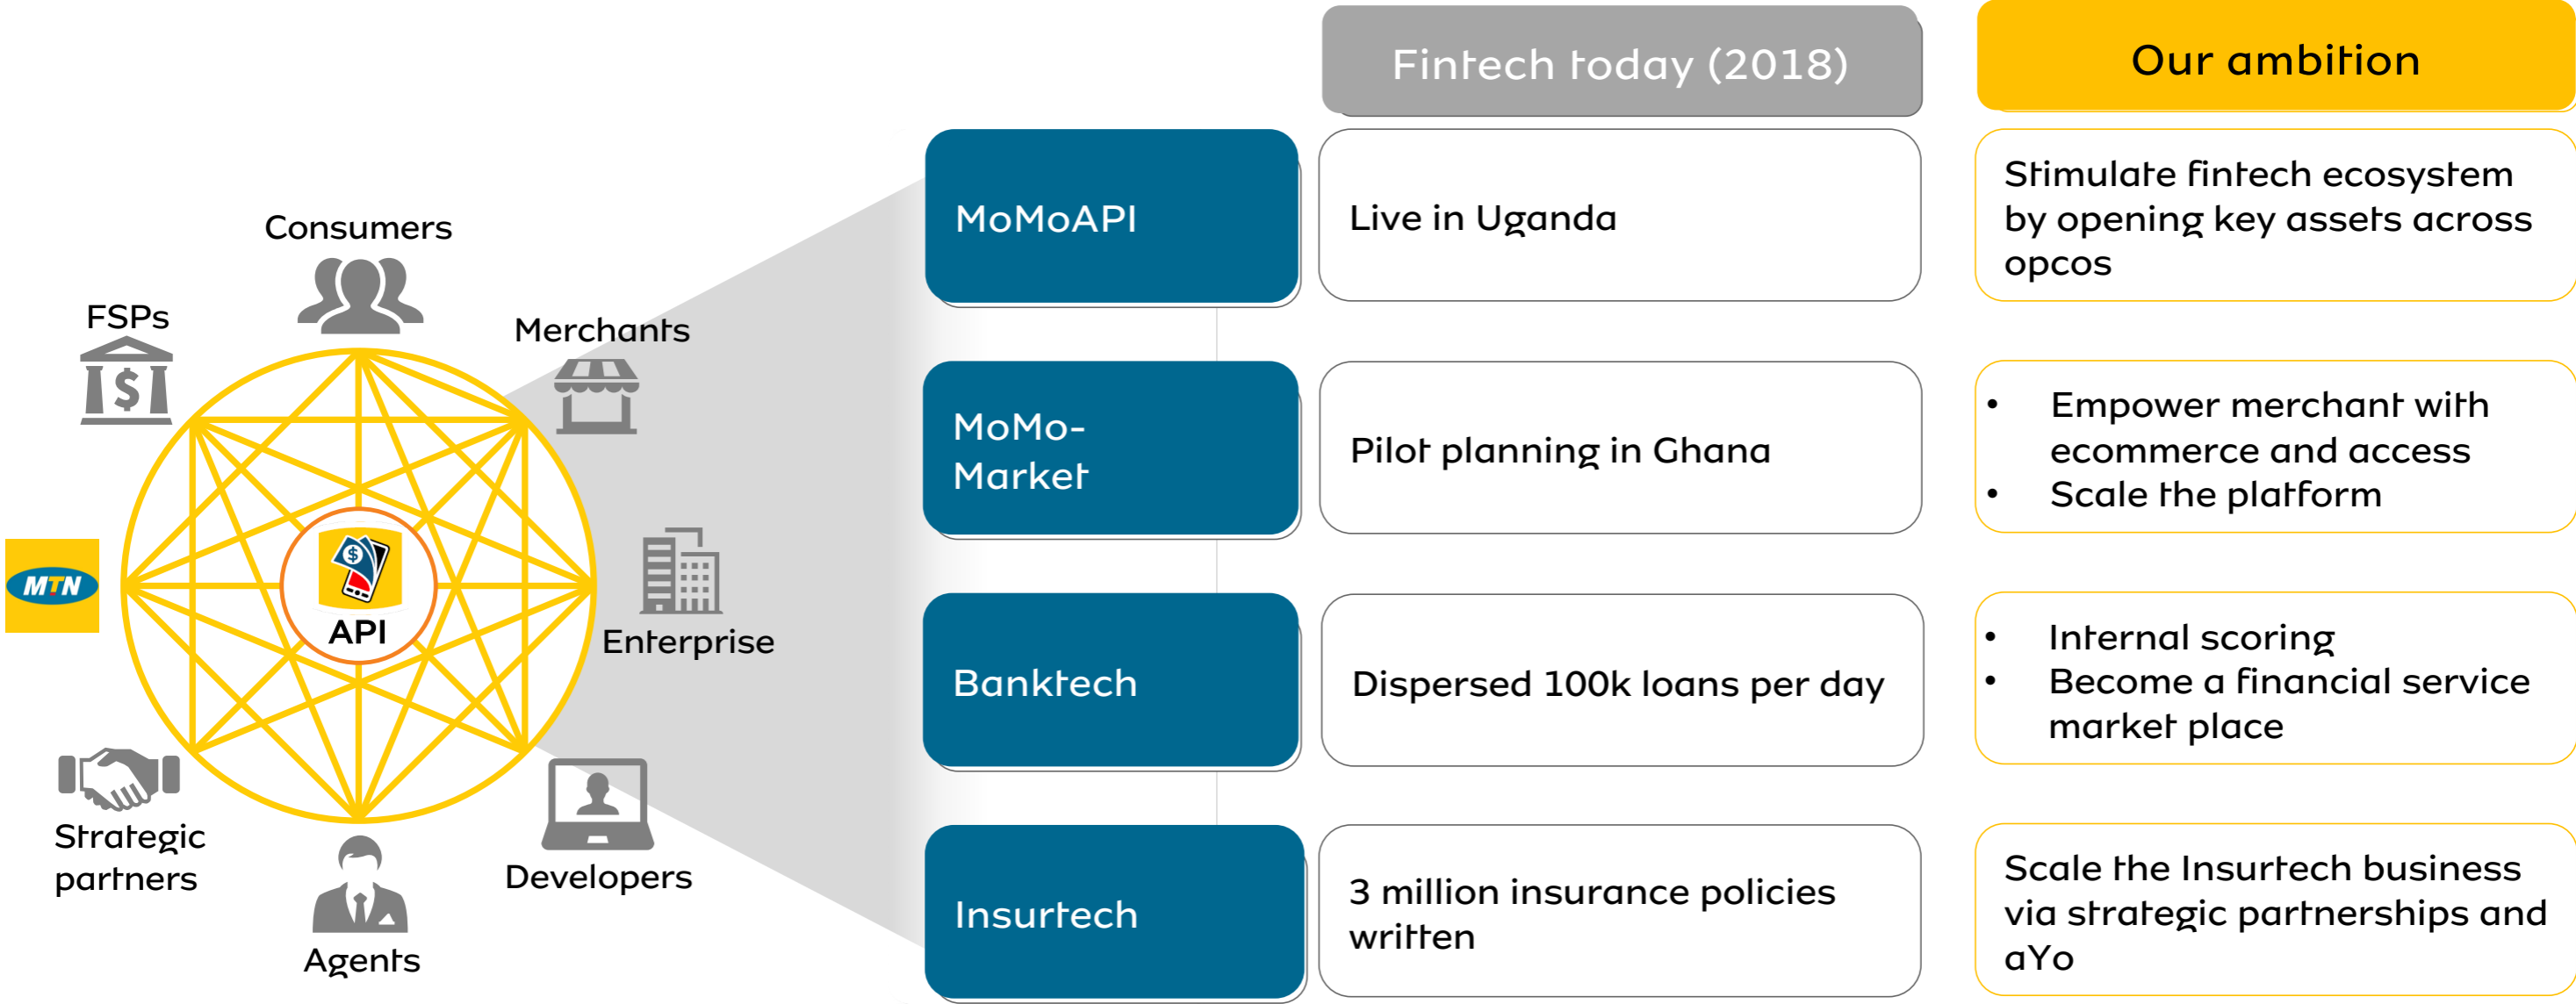 Fintech today (2018)
Our ambition
Consumers
FSPs
Merchants
MTN
$
$
API
Enterprise
Strategic
partners
Developers
Agents
MoMoAPI
Live in Uganda
Stimulate fintech ecosystem
by opening key assets across
opcos
MoMo-
Market
Pilot planning in Ghana
• Empower merchant with
ecommerce and access
• Scale the platform
Banktech
Dispersed 100k loans per day
• Internal scoring
• Become a financial service
market place
Insurtech
3 million insurance policies
written
Scale the Insurtech business
via strategic partnerships and
aYo